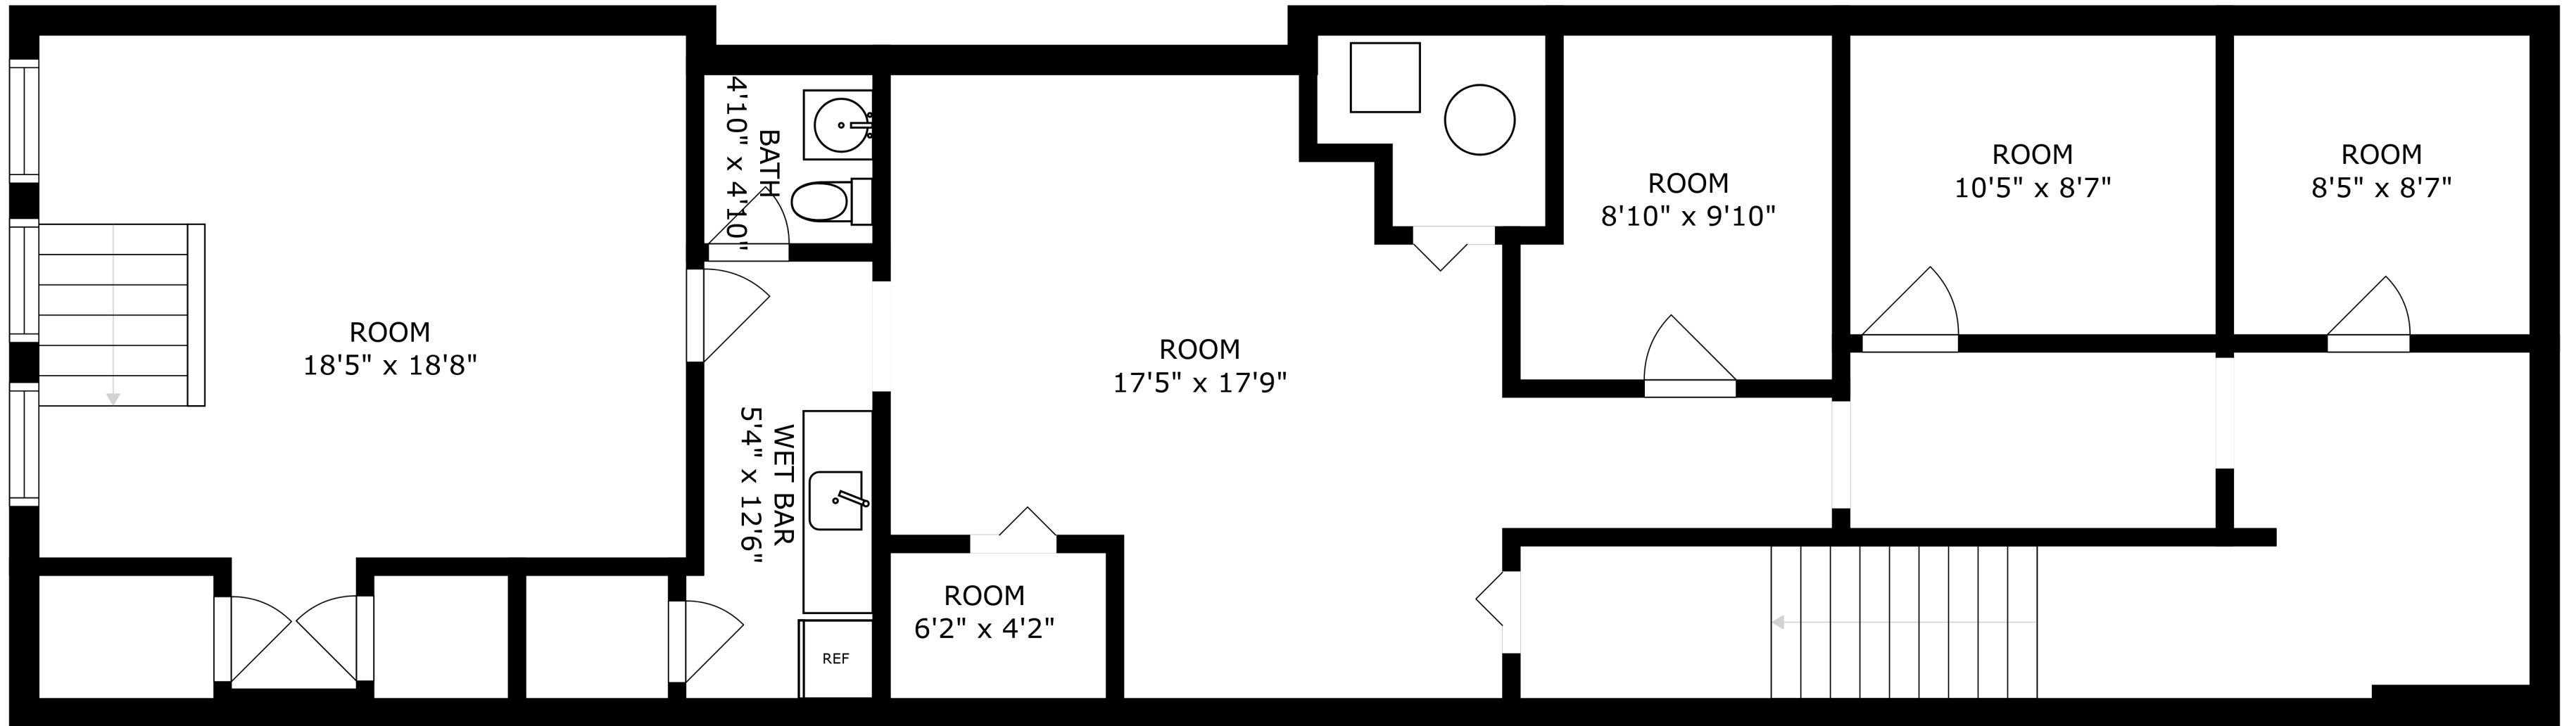 ROOM
18'5" x 18'8"
BATH
4'10" x 4'10"
WET BAR
5'4" x 12'6"
REF
ROOM
17'5" x 17'9"
ROOM
6'2" x 4'2"
ROOM
8'10" x 9'10"
ROOM
10'5" x 8'7"
ROOM
8'5" x 8'7"